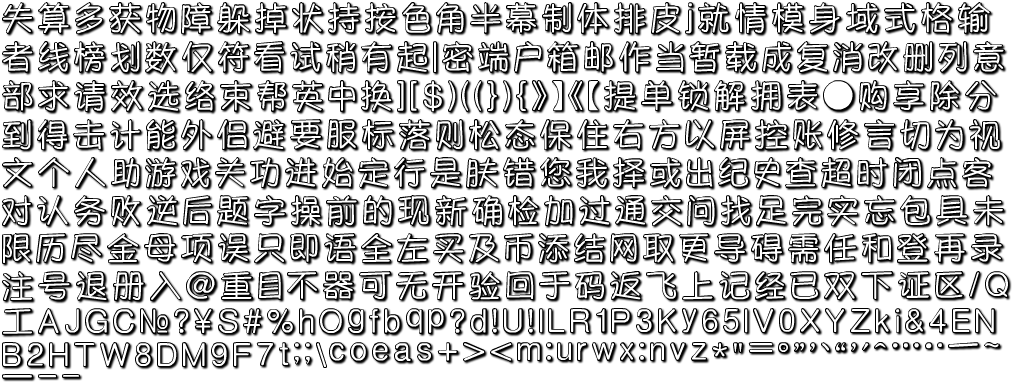 失算多获物障躲掉状持按色角半幕制体排皮j就情模身域式格输
者线榜划数仅符看试稍有起|密端户箱邮作当暂载成复消改删列意
部求请效选络束帮英中换][$)((}){》】《【提单锁解拥表●购享除分
到得击计能外侣避要服标落则松态保住右方以屏控账修言切为视
文个人助游戏关功进始定行是肤错您我择或出纪史查超时闭点客
对认务败逆后题字操前的现新确检加过通交问找足完实忘包具未
限历尽金母项误只即语全左买及币添结网取更导碍需任和登再录
注号退册入@重目不器可无开验回于码返飞上记经已双下证区/Q
工AJGC№?¥S#%hOgfbqp?d!U!ILR1P3Ky65IV0XYZki&4EN
B2HTW8DM9F7t;;\coeas+><m:urwx:nvz*"=°”’、“‘’^……一~